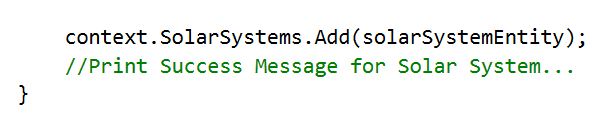 context.SolarSystems.Add(solarSystemEntity);
//Print Success Message for Solar System...
}